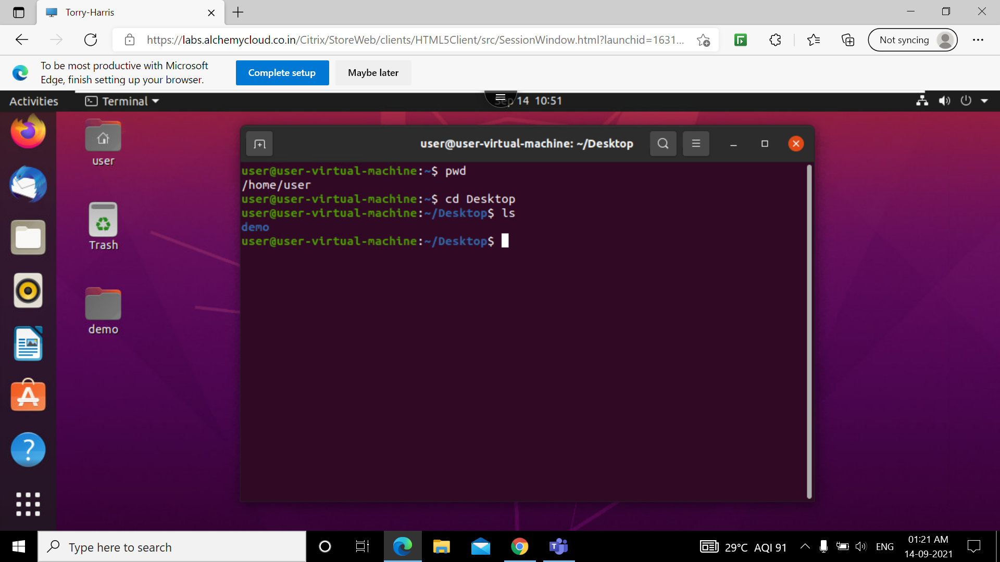 Torry-Harris
https://labs.alchemycloud.co.in/Citrix/StoreWeb/clients/HTML5Client/src/SessionWindow.html?launchid=1631...
Not syncing
To be most productive with Microsoft
Edge, finish setting up your browser.
Complete setup
Maybe later
Activities
Terminal
Sep 14 10:51
user
Trash
demo
user@user-virtual-machine: ~/Desktop
user@user-virtual-machine:~$ pwd
/home/user
user@user-virtual-machine:~$ cd Desktop
user@user-virtual-machine:~/Desktop$ ls
demo
user@user-virtual-machine:~/Desktop$
Type here to search
29°C AQI 91
ENG
01:21 AM
14-09-2021